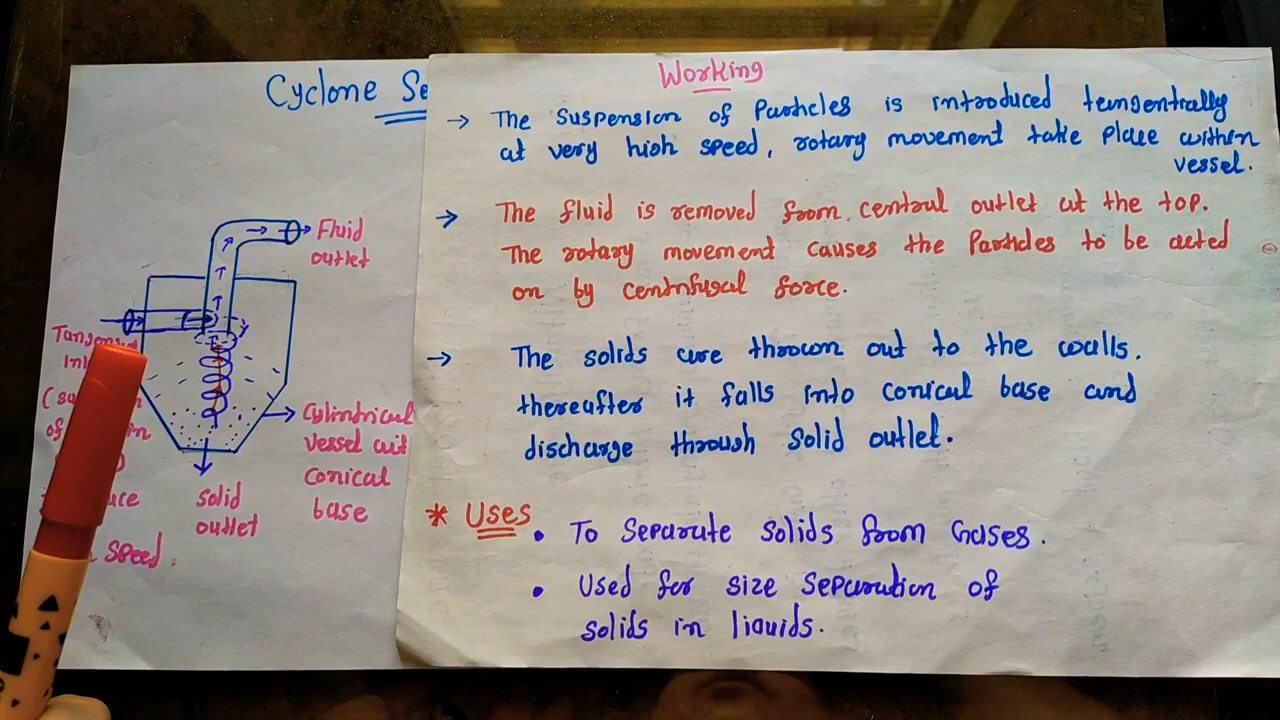 Cyclone Se
Fluid
outlet
of
in
speed
Cylintrical
vessel wit
Conical
base
Solid
outlet
Working
→ The suspension of Particles is introduced tengentrally
at very high speed, rotary movement take place within
vessel.
→ The fluid is removed from central outlet at the top.
The rotary movement causes the Particles to be acted
on by centrifugal force.
→ The solids are thrown out to the walls.
thereafter it falls into conical base and
discharge through solid outlet.
* Uses
• To Separate solids from Gases.
• Used for size separation of
solids in liquids.